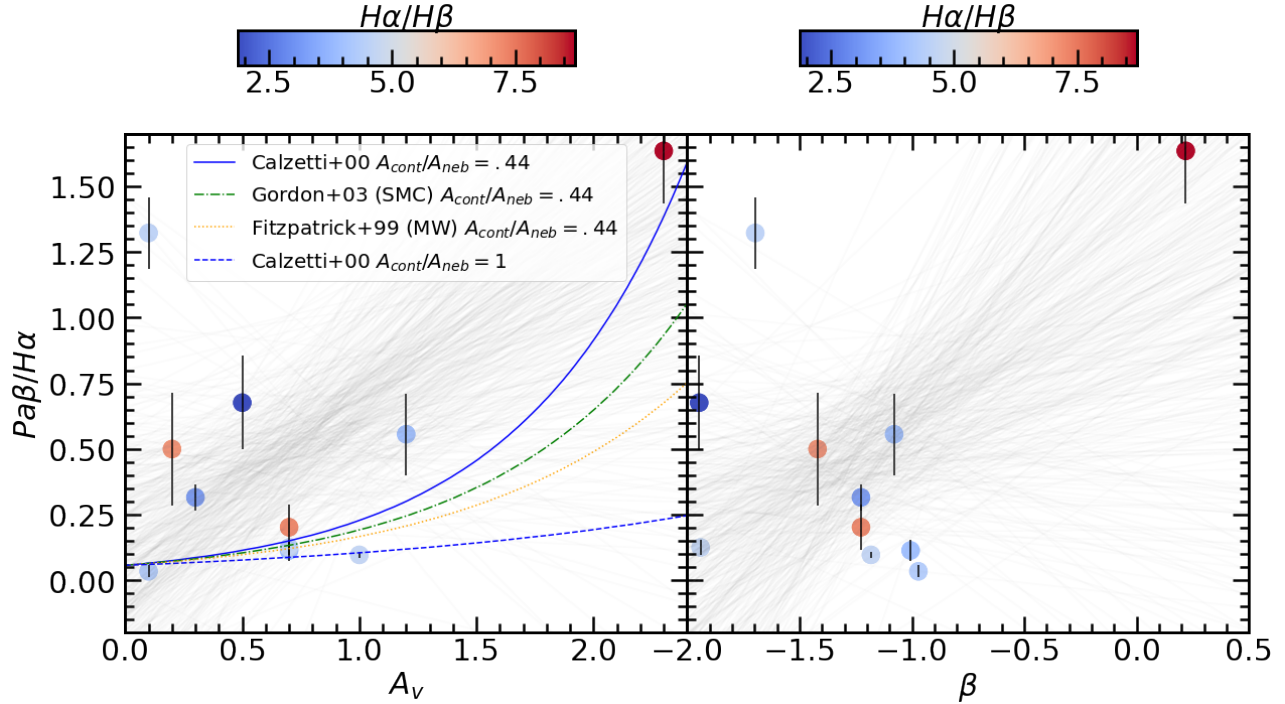 Hα/Hβ Hα/Hβ
2.5 5.0 7.5 2.5 5.0 7.5
Calzetti+00 A_cont/A_neb = .44
Gordon+03 (SMC) A_cont/A_neb = .44
Fitzpatrick+99 (MW) A_cont/A_neb = .44
Calzetti+00 A_cont/A_neb = 1
Paβ/Hα
1.50
1.25
1.00
0.75
0.50
0.25
0.00
0.0 0.5 1.0 1.5 2.0 −2.0 −1.5 −1.0 −0.5 0.0 0.5
A_v β